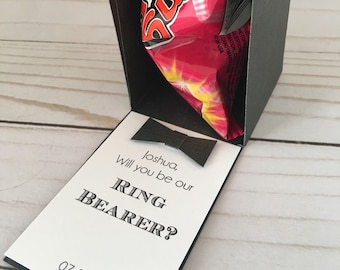 Joshua,
Will you be our
RING
BEARER?